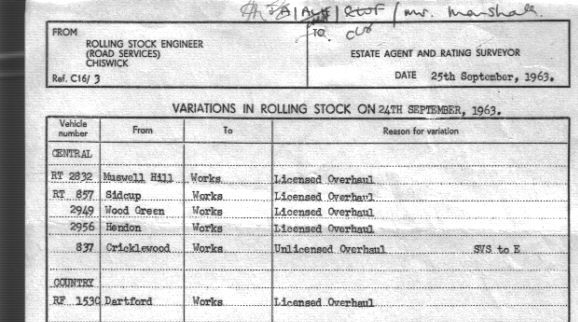 A/AVE/RTOF / Mr. Marshall.
FROM
TO
ROLLING STOCK ENGINEER
(ROAD SERVICES)
CHISWICK
ESTATE AGENT AND RATING SURVEYOR
Ref. C16/ 3
DATE 25th September, 1963.
VARIATIONS IN ROLLING STOCK ON 24TH SEPTEMBER, 1963.
Vehicle number From To Reason for variation
CENTRAL
RT 2832 Muswell Hill Works Licensed Overhaul
RT 857 Sidcup Works Licensed Overhaul
2949 Wood Green Works Licensed Overhaul
2956 Hendon Works Licensed Overhaul
837 Cricklewood Works Unlicensed Overhaul SVS to E
COUNTRY
RF 1530 Dartford Works Licensed Overhaul